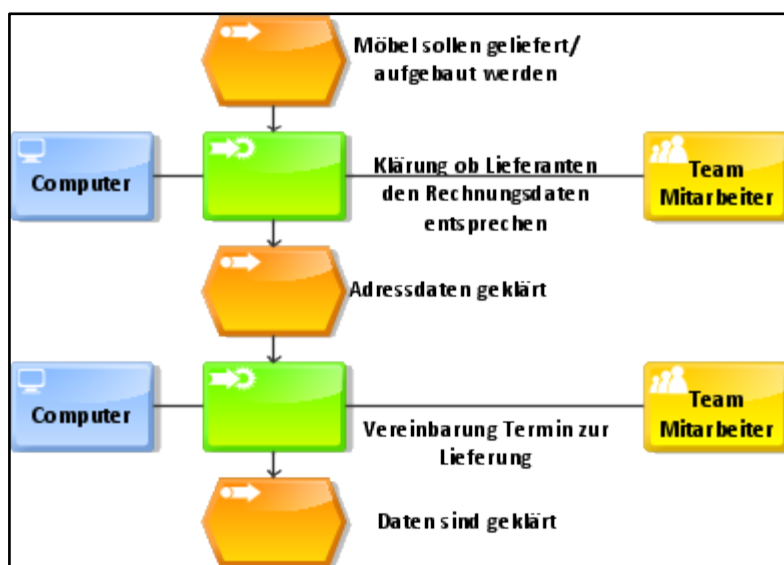 Möbel sollen geliefert/
aufgebaut werden
Computer
Klärung ob Lieferanten
den Rechnungsdaten
entsprechen
Team
Mitarbeiter
Adressdaten geklärt
Computer
Vereinbarung Termin zur
Lieferung
Team
Mitarbeiter
Daten sind geklärt